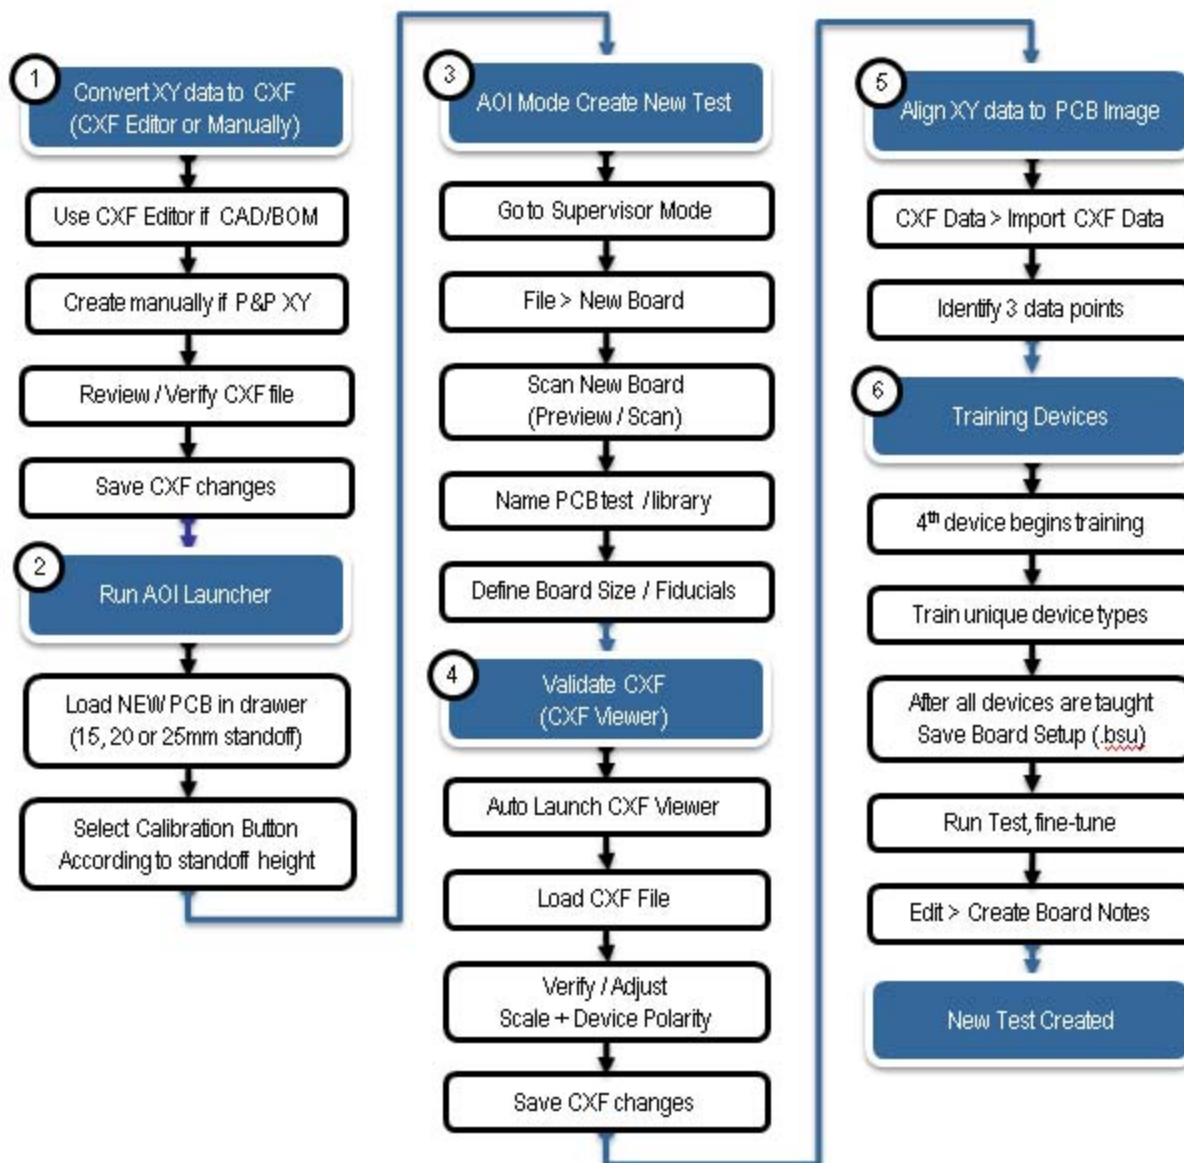 1
Convert XY data to CXF
(CXF Editor or Manually)
Use CXF Editor if CAD/BOM
Create manually if P&P XY
Review / Verify CXF file
Save CXF changes
2
Run AOI Launcher
Load NEW PCB in drawer
(15, 20 or 25mm standoff)
Select Calibration Button
According to standoff height
3
AOI Mode Create New Test
Go to Supervisor Mode
File > New Board
Scan New Board
(Preview / Scan)
Name PCB test / library
Define Board Size / Fiducials
4
Validate CXF
(CXF Viewer)
Auto Launch CXF Viewer
Load CXF File
Verify / Adjust
Scale + Device Polarity
Save CXF changes
5
Align XY data to PCB Image
CXF Data > Import CXF Data
Identify 3 data points
6
Training Devices
4th device begins training
Train unique device types
After all devices are taught
Save Board Setup (.bsu)
Run Test, fine-tune
Edit > Create Board Notes
New Test Created